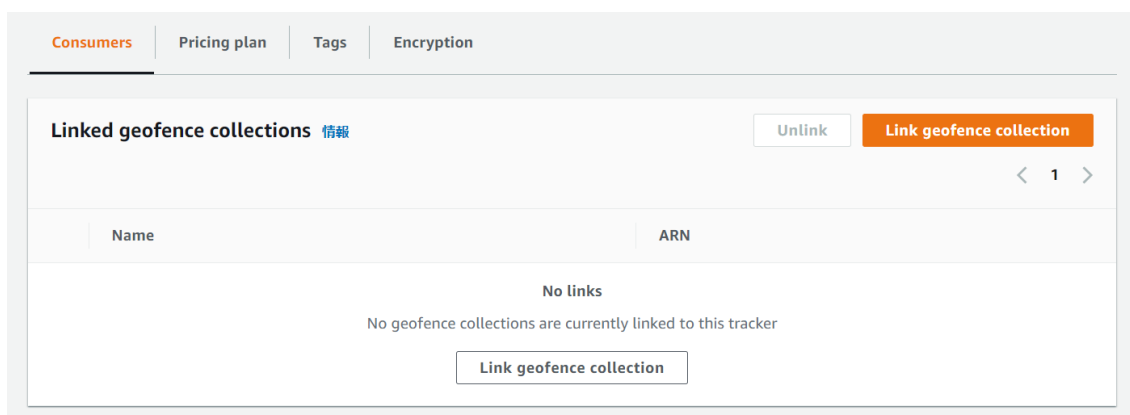 Consumers Pricing plan Tags Encryption
Linked geofence collections 情報 Unlink Link geofence collection
1
Name ARN
No links
No geofence collections are currently linked to this tracker
Link geofence collection